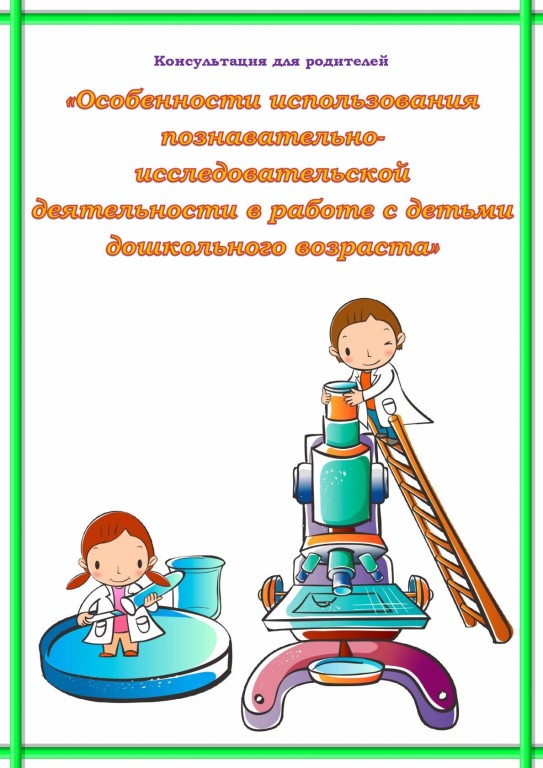 Консультация для родителей
«Особенности использования
познавательно-
исследовательской
деятельности в работе с детьми
дошкольного возраста»